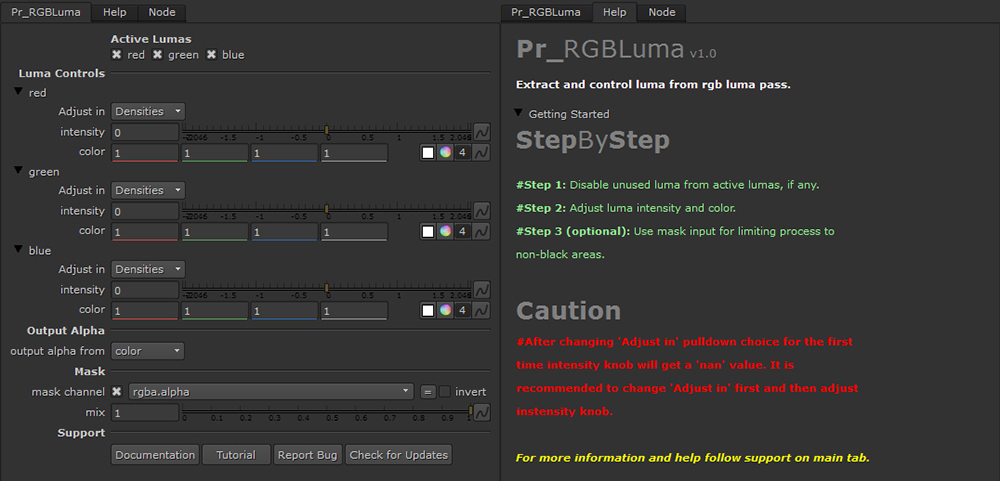 Pr_RGBLuma Help Node
Active Lumas
red green blue
Luma Controls
red
Adjust in Densities
intensity 0 -1.5 -1 -0.5 0 0.5 1 1.5 2.046
color 1 1 1 1 4
green
Adjust in Densities
intensity 0 -1.5 -1 -0.5 0 0.5 1 1.5 2.046
color 1 1 1 1 4
blue
Adjust in Densities
intensity 0 -1.5 -1 -0.5 0 0.5 1 1.5 2.046
color 1 1 1 1 4
Output Alpha
output alpha from color
Mask
mask channel rgba.alpha = invert
mix 1 0 0.1 0.2 0.3 0.4 0.5 0.6 0.7 0.8 0.9 1
Support
Documentation Tutorial Report Bug Check for Updates
Pr_RGBLuma Help Node
Pr_RGBLuma v1.0
Extract and control luma from rgb luma pass.
Getting Started
StepByStep
#Step 1: Disable unused luma from active lumas, if any.
#Step 2: Adjust luma intensity and color.
#Step 3 (optional): Use mask input for limiting process to
non-black areas.
Caution
#After changing 'Adjust in' pulldown choice for the first
time intensity knob will get a 'nan' value. It is
recommended to change 'Adjust in' first and then adjust
instensity knob.
For more information and help follow support on main tab.